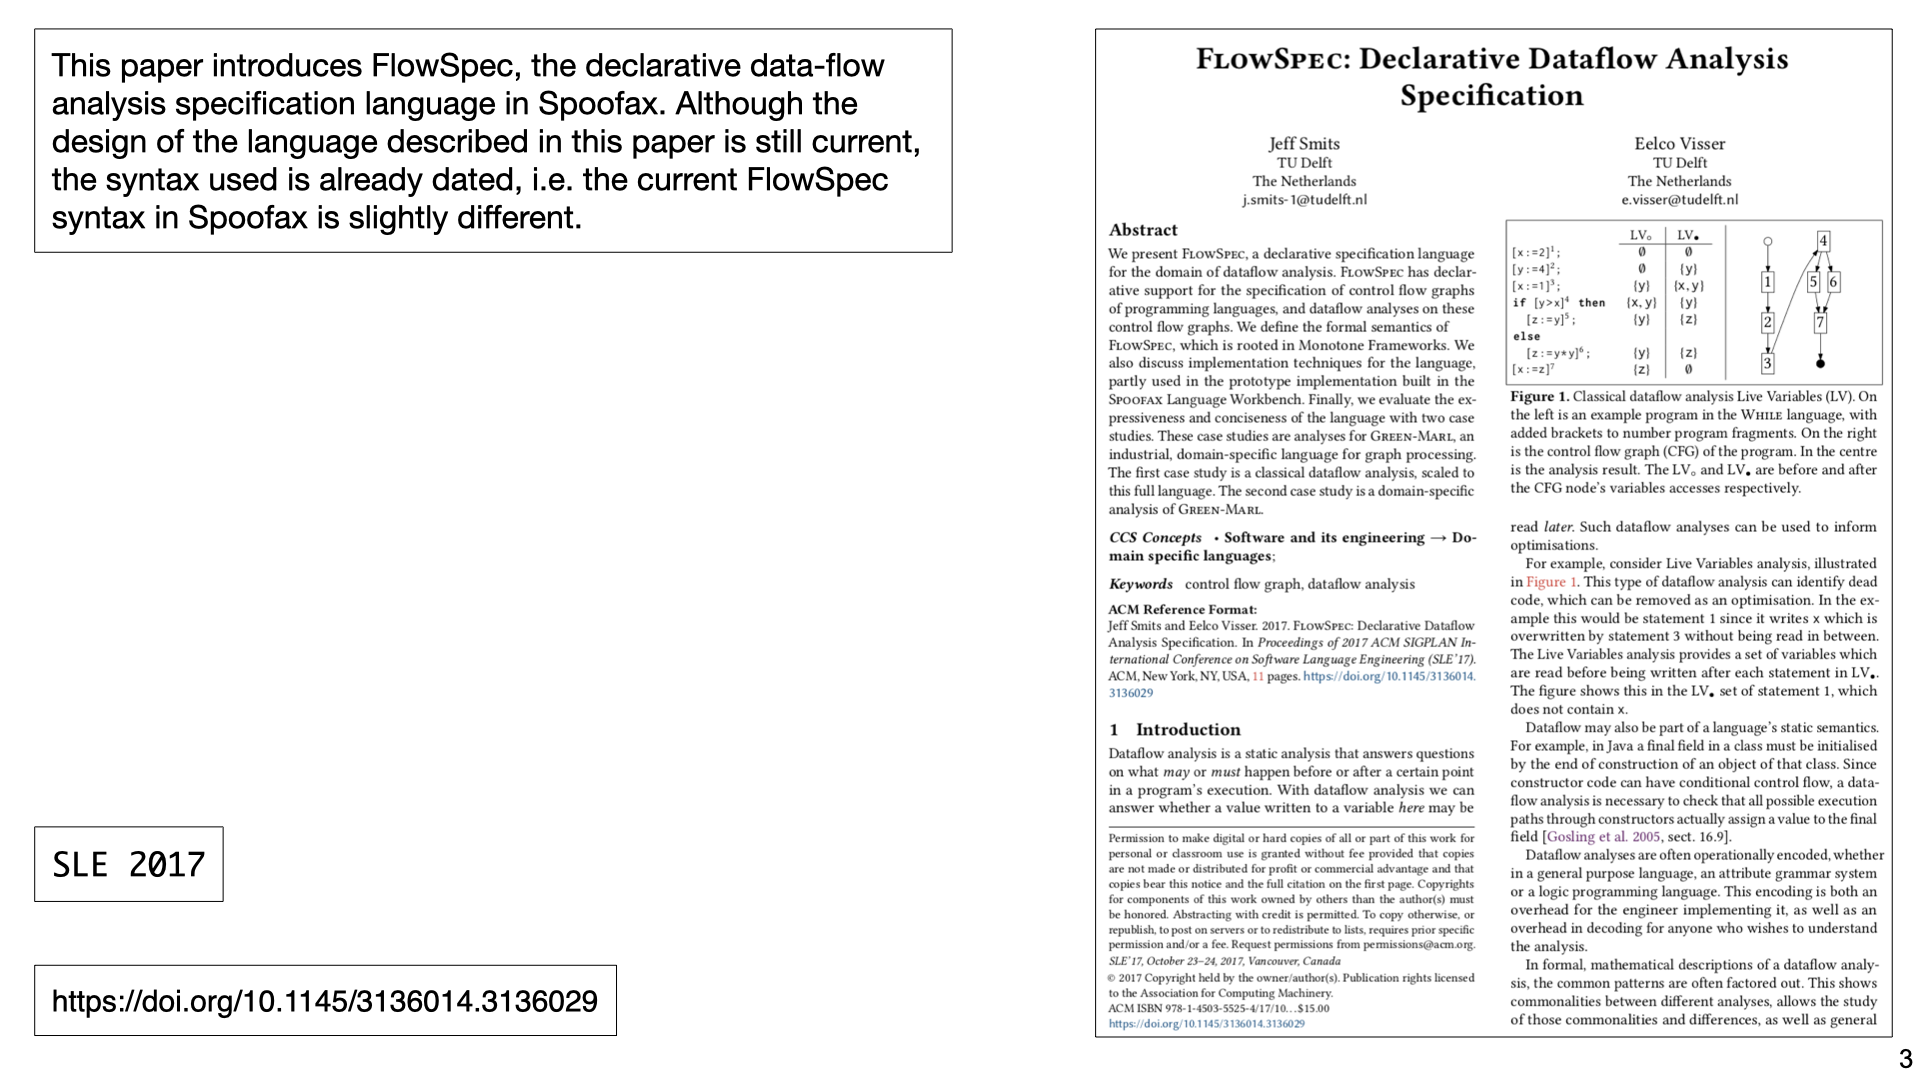 This paper introduces FlowSpec, the declarative data-flow
analysis specification language in Spoofax. Although the
design of the language described in this paper is still current,
the syntax used is already dated, i.e. the current FlowSpec
syntax in Spoofax is slightly different.
SLE 2017
https://doi.org/10.1145/3136014.3136029
FLOWSPEC: Declarative Dataflow Analysis
Specification
Jeff Smits
TU Delft
The Netherlands
j.smits-1@tudelft.nl
Eelco Visser
TU Delft
The Netherlands
e.visser@tudelft.nl
Abstract
We present FLOWSPEC, a declarative specification language
for the domain of dataflow analysis. FLOWSPEC has declar-
ative support for the specification of control flow graphs
of programming languages, and dataflow analyses on these
control flow graphs. We define the formal semantics of
FLOWSPEC, which is rooted in Monotone Frameworks. We
also discuss implementation techniques for the language,
partly used in the prototype implementation built in the
SPOOFAX Language Workbench. Finally, we evaluate the ex-
pressiveness and conciseness of the language with two case
studies. These case studies are analyses for GREEN-MARL, an
industrial, domain-specific language for graph processing.
The first case study is a classical dataflow analysis, scaled to
this full language. The second case study is a domain-specific
analysis of GREEN-MARL.
CCS Concepts • Software and its engineering → Do-
main specific languages;
Keywords control flow graph, dataflow analysis
ACM Reference Format:
Jeff Smits and Eelco Visser. 2017. FLOWSPEC: Declarative Dataflow
Analysis Specification. In Proceedings of 2017 ACM SIGPLAN In-
ternational Conference on Software Language Engineering (SLE'17).
ACM, New York, NY, USA, 11 pages. https://doi.org/10.1145/3136014.
3136029
1 Introduction
Dataflow analysis is a static analysis that answers questions
on what may or must happen before or after a certain point
in a program's execution. With dataflow analysis we can
answer whether a value written to a variable here may be
Permission to make digital or hard copies of all or part of this work for
personal or classroom use is granted without fee provided that copies
are not made or distributed for profit or commercial advantage and that
copies bear this notice and the full citation on the first page. Copyrights
for components of this work owned by others than the author(s) must
be honored. Abstracting with credit is permitted. To copy otherwise, or
republish, to post on servers or to redistribute to lists, requires prior specific
permission and/or a fee. Request permissions from permissions@acm.org.
SLE'17, October 23–24, 2017, Vancouver, Canada
© 2017 Copyright held by the owner/author(s). Publication rights licensed
to the Association for Computing Machinery.
ACM ISBN 978-1-4503-5525-4/17/10...$15.00
https://doi.org/10.1145/3136014.3136029
LV◦ LV•
[x:=2]¹; ∅ ∅
[y:=4]²; ∅ {y}
[x:=1]³; {y} {x,y}
if [y>x]⁴ then {x,y} {y}
[z:=y]⁵; {y} {z}
else
[z:=y*y]⁶; {y} {z}
[x:=z]⁷ {z} ∅
4
1 5 6
2 7
3
Figure 1. Classical dataflow analysis Live Variables (LV). On
the left is an example program in the WHILE language, with
added brackets to number program fragments. On the right
is the control flow graph (CFG) of the program. In the centre
is the analysis result. The LV◦ and LV• are before and after
the CFG node's variables accesses respectively.
read later. Such dataflow analyses can be used to inform
optimisations.
For example, consider Live Variables analysis, illustrated
in Figure 1. This type of dataflow analysis can identify dead
code, which can be removed as an optimisation. In the ex-
ample this would be statement 1 since it writes x which is
overwritten by statement 3 without being read in between.
The Live Variables analysis provides a set of variables which
are read before being written after each statement in LV•.
The figure shows this in the LV• set of statement 1, which
does not contain x.
Dataflow may also be part of a language's static semantics.
For example, in Java a final field in a class must be initialised
by the end of construction of an object of that class. Since
constructor code can have conditional control flow, a data-
flow analysis is necessary to check that all possible execution
paths through constructors actually assign a value to the final
field [Gosling et al. 2005, sect. 16.9].
Dataflow analyses are often operationally encoded, whether
in a general purpose language, an attribute grammar system
or a logic programming language. This encoding is both an
overhead for the engineer implementing it, as well as an
overhead in decoding for anyone who wishes to understand
the analysis.
In formal, mathematical descriptions of a dataflow analy-
sis, the common patterns are often factored out. This shows
commonalities between different analyses, allows the study
of those commonalities and differences, as well as general
3